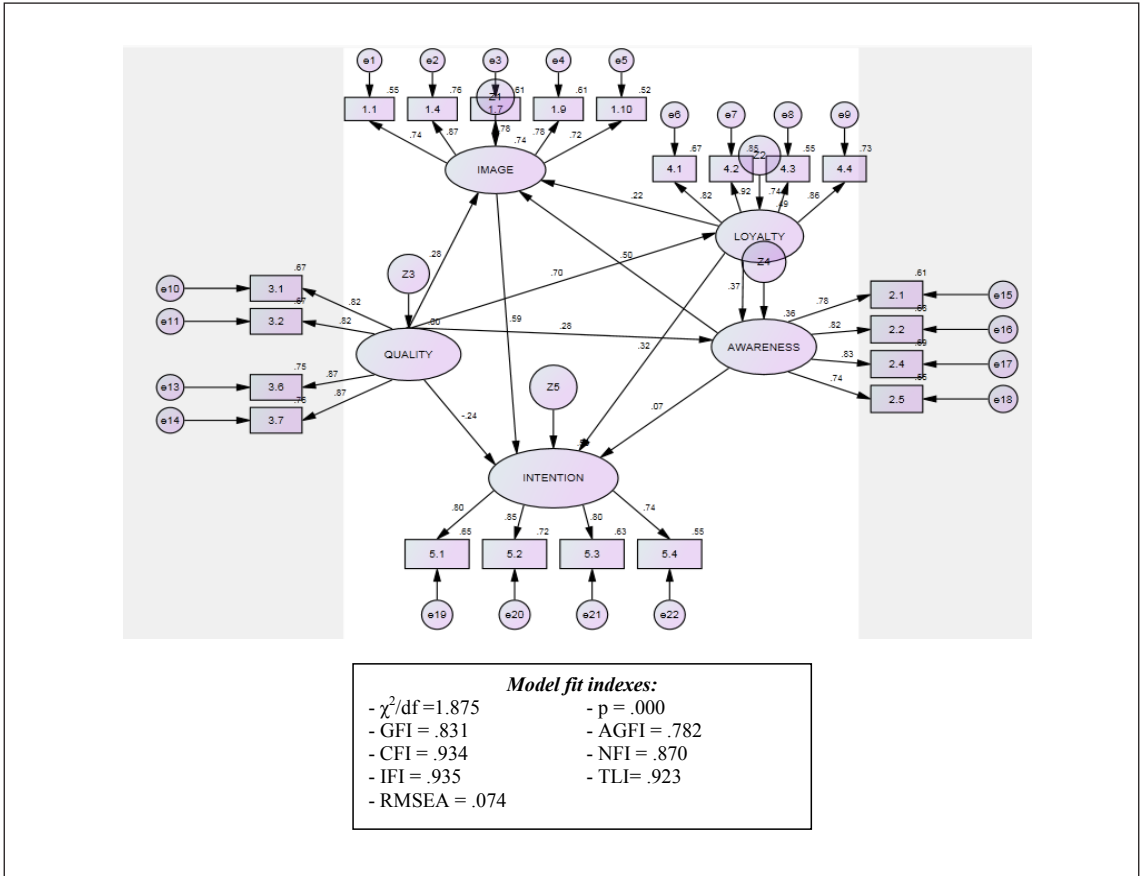 e1 e2 e3 e4 e5
.55 .76 .61 .61 .52
1.1 1.4 1.7 1.9 1.10
Z1
.74 .87 .78 .78 .72
.74
IMAGE
e6 e7 e8 e9
.67 .85 .55 .73
Z2
4.1 4.2 4.3 4.4
.82 .92 .74 .86
.49
LOYALTY
.22
Z4
.28 .70 .50 .37
Z3
e10 3.1 .67
.82
e11 3.2 .67
.82
.00
QUALITY
e13 3.6 .75
.87
e14 3.7
.87
.59 .28 .32
.36
AWARENESS
.61
.78 2.1 e15
.82 2.2 e16
.83 2.4 e17
.74 2.5 e18
Z5
-.24 .07
INTENTION
.80 .85 .80 .74
.65 .72 .63 .55
5.1 5.2 5.3 5.4
e19 e20 e21 e22
Model fit indexes:
- χ²/df =1.875 - p = .000
- GFI = .831 - AGFI = .782
- CFI = .934 - NFI = .870
- IFI = .935 - TLI= .923
- RMSEA = .074